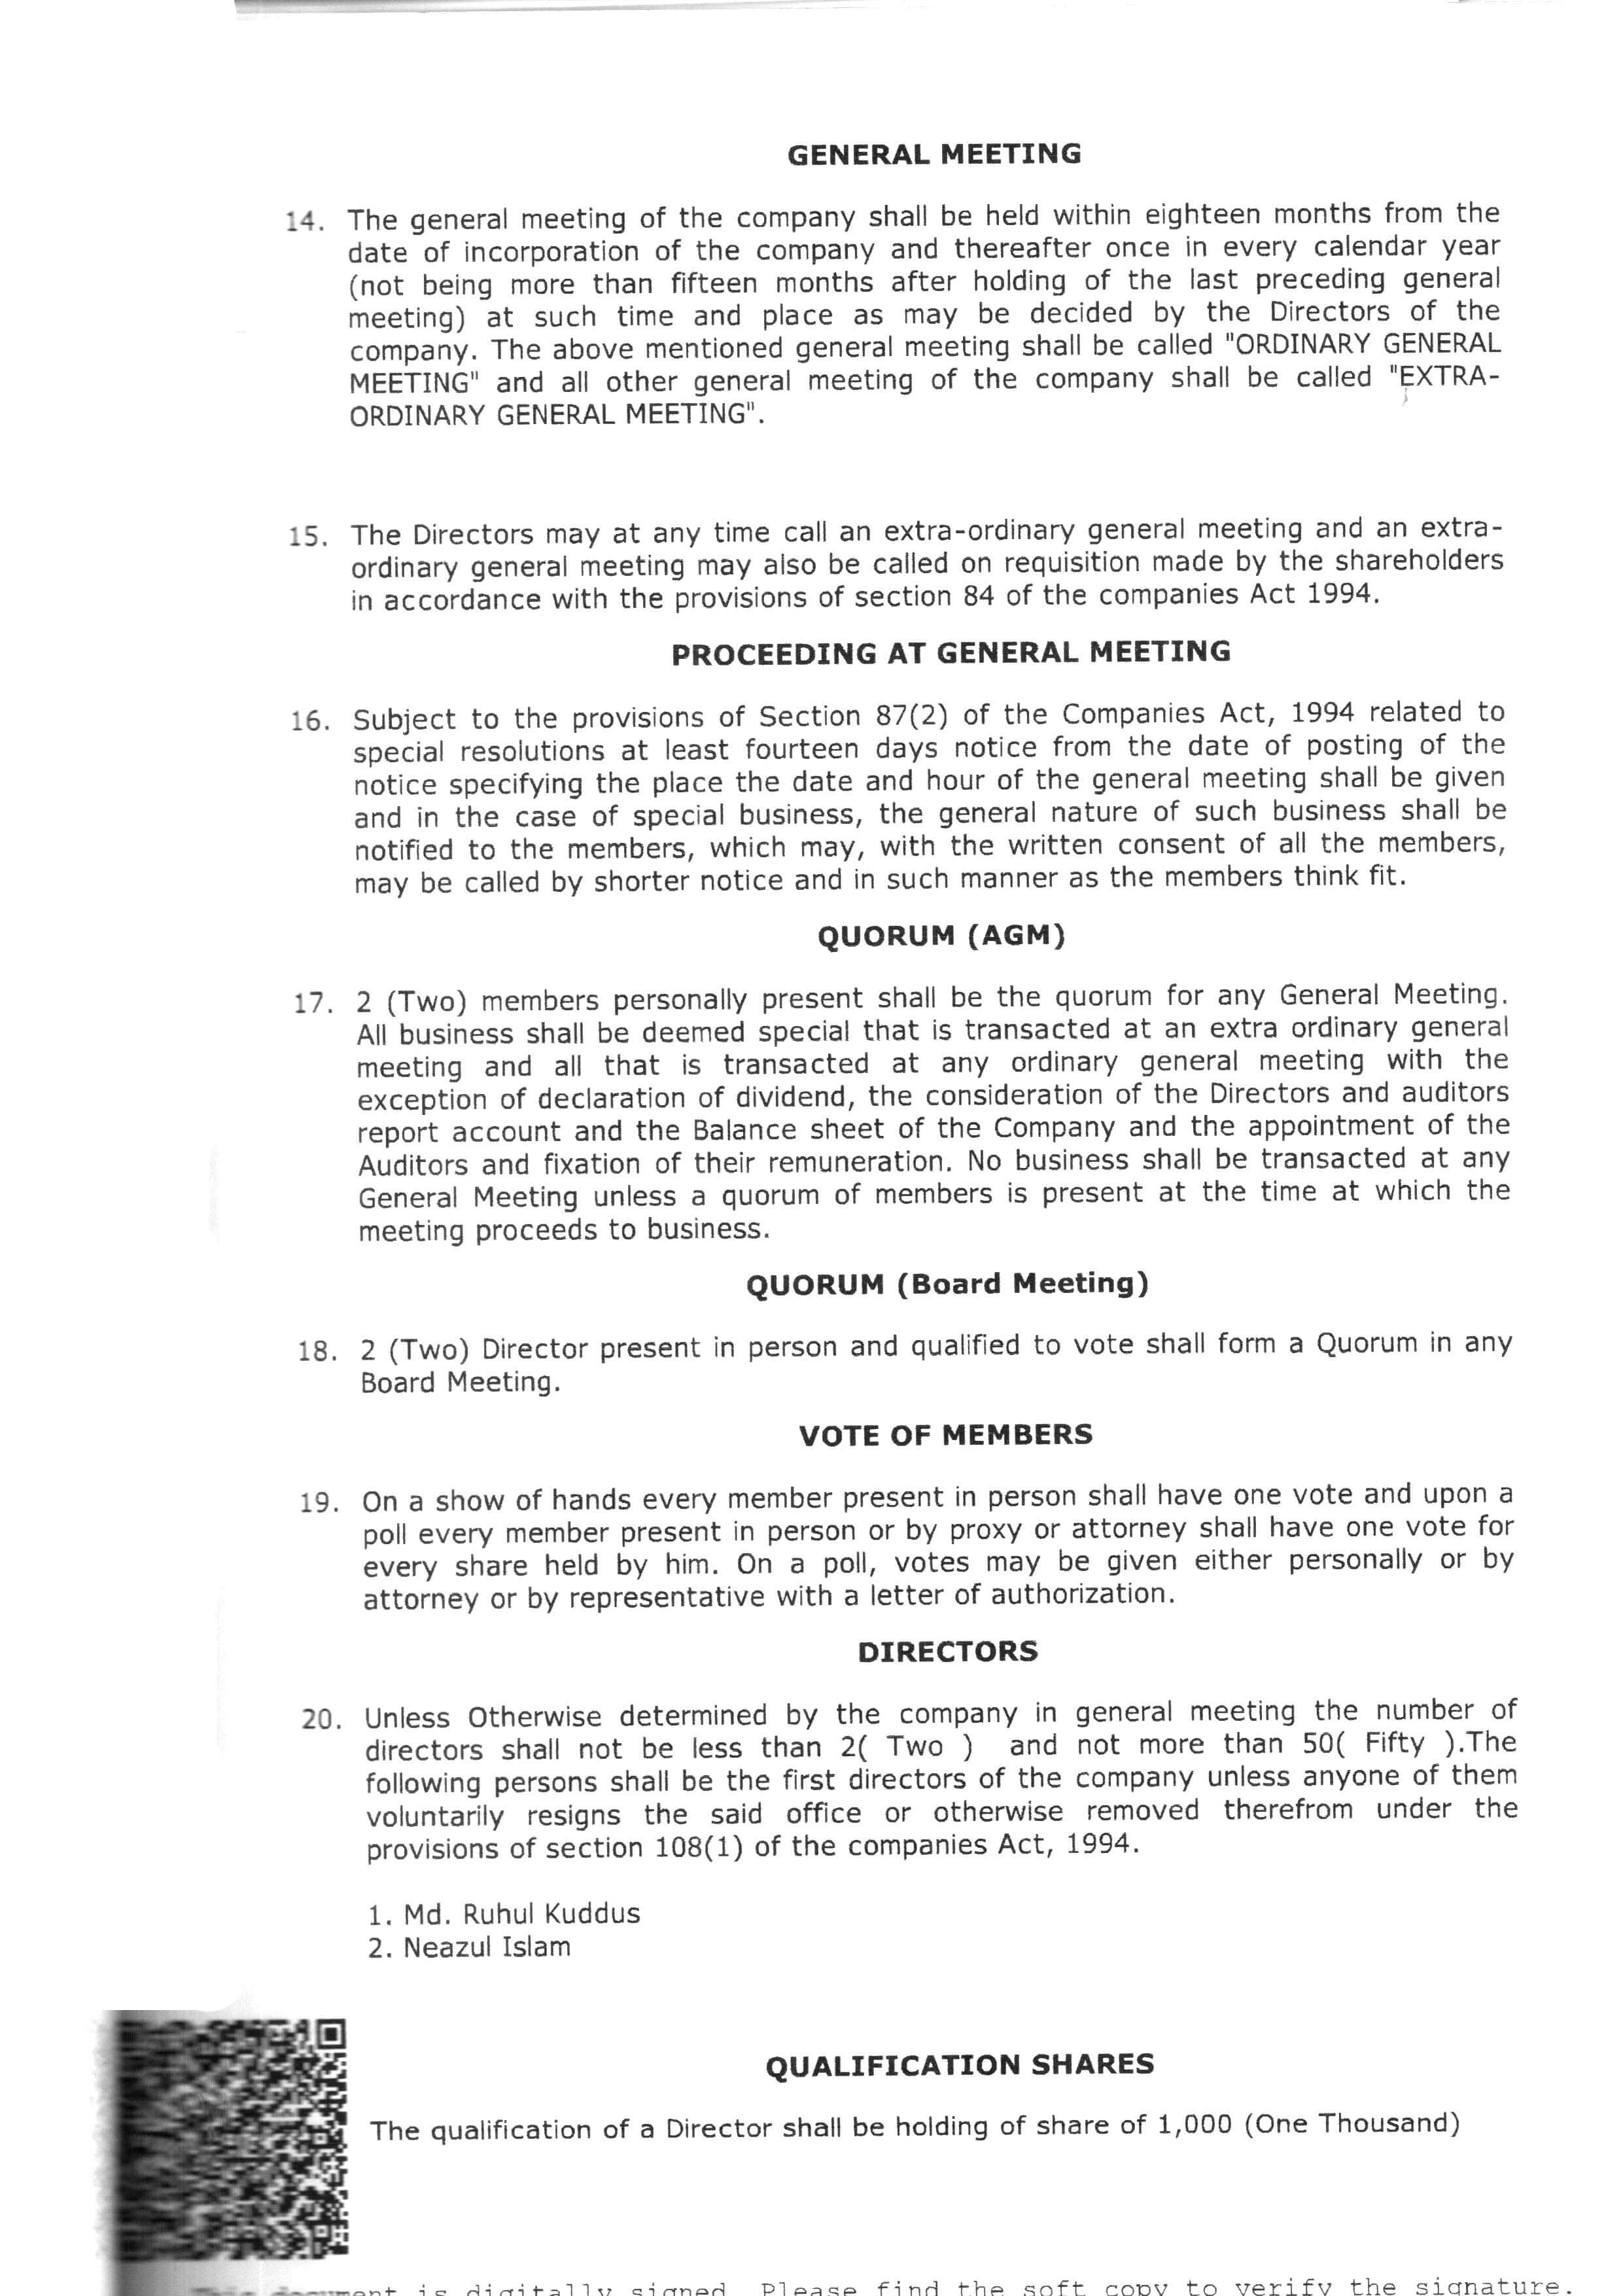 GENERAL MEETING
14. The general meeting of the company shall be held within eighteen months from the
date of incorporation of the company and thereafter once in every calendar year
(not being more than fifteen months after holding of the last preceding general
meeting) at such time and place as may be decided by the Directors of the
company. The above mentioned general meeting shall be called "ORDINARY GENERAL
MEETING" and all other general meeting of the company shall be called "EXTRA-
ORDINARY GENERAL MEETING".
15. The Directors may at any time call an extra-ordinary general meeting and an extra-
ordinary general meeting may also be called on requisition made by the shareholders
in accordance with the provisions of section 84 of the companies Act 1994.
PROCEEDING AT GENERAL MEETING
16. Subject to the provisions of Section 87(2) of the Companies Act, 1994 related to
special resolutions at least fourteen days notice from the date of posting of the
notice specifying the place the date and hour of the general meeting shall be given
and in the case of special business, the general nature of such business shall be
notified to the members, which may, with the written consent of all the members,
may be called by shorter notice and in such manner as the members think fit.
QUORUM (AGM)
17. 2 (Two) members personally present shall be the quorum for any General Meeting.
All business shall be deemed special that is transacted at an extra ordinary general
meeting and all that is transacted at any ordinary general meeting with the
exception of declaration of dividend, the consideration of the Directors and auditors
report account and the Balance sheet of the Company and the appointment of the
Auditors and fixation of their remuneration. No business shall be transacted at any
General Meeting unless a quorum of members is present at the time at which the
meeting proceeds to business.
QUORUM (Board Meeting)
18. 2 (Two) Director present in person and qualified to vote shall form a Quorum in any
Board Meeting.
VOTE OF MEMBERS
19. On a show of hands every member present in person shall have one vote and upon a
poll every member present in person or by proxy or attorney shall have one vote for
every share held by him. On a poll, votes may be given either personally or by
attorney or by representative with a letter of authorization.
DIRECTORS
20. Unless Otherwise determined by the company in general meeting the number of
directors shall not be less than 2( Two ) and not more than 50( Fifty ).The
following persons shall be the first directors of the company unless anyone of them
voluntarily resigns the said office or otherwise removed therefrom under the
provisions of section 108(1) of the companies Act, 1994.
1. Md. Ruhul Kuddus
2. Neazul Islam
QUALIFICATION SHARES
The qualification of a Director shall be holding of share of 1,000 (One Thousand)
This document is digitally signed. Please find the soft copy to verify the signature.